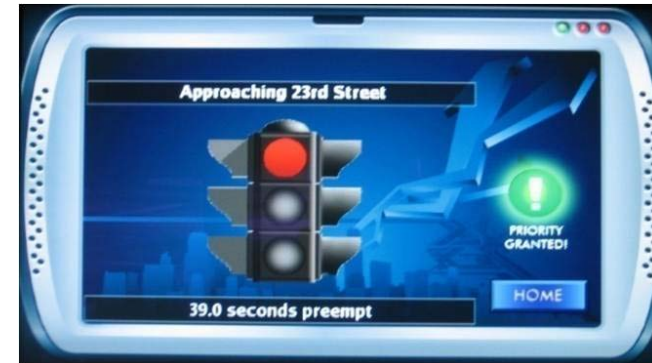 Approaching 23rd Street
PRIORITY
GRANTED!
HOME
39.0 seconds preempt